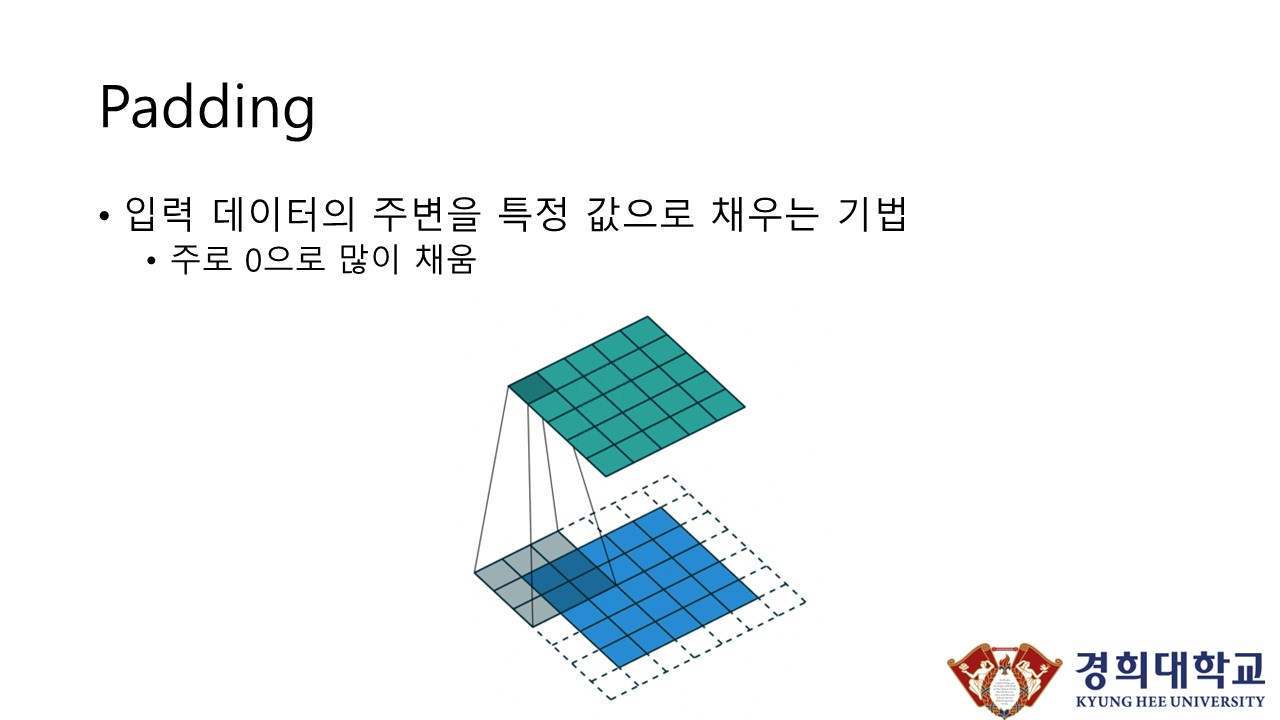 Padding
• 입력 데이터의 주변을 특정 값으로 채우는 기법
• 주로 0으로 많이 채움
경희대학교
KYUNG HEE UNIVERSITY